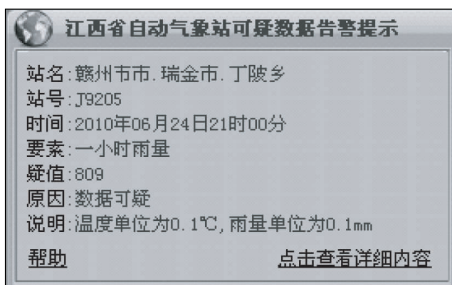 江西省自动气象站可疑数据告警提示
站名:赣州市市.瑞金市.丁陂乡
站号:J9205
时间:2010年06月24日21时00分
要素:一小时雨量
疑值:809
原因:数据可疑
说明:温度单位为0.1℃,雨量单位为0.1mm
帮助 点击查看详细内容